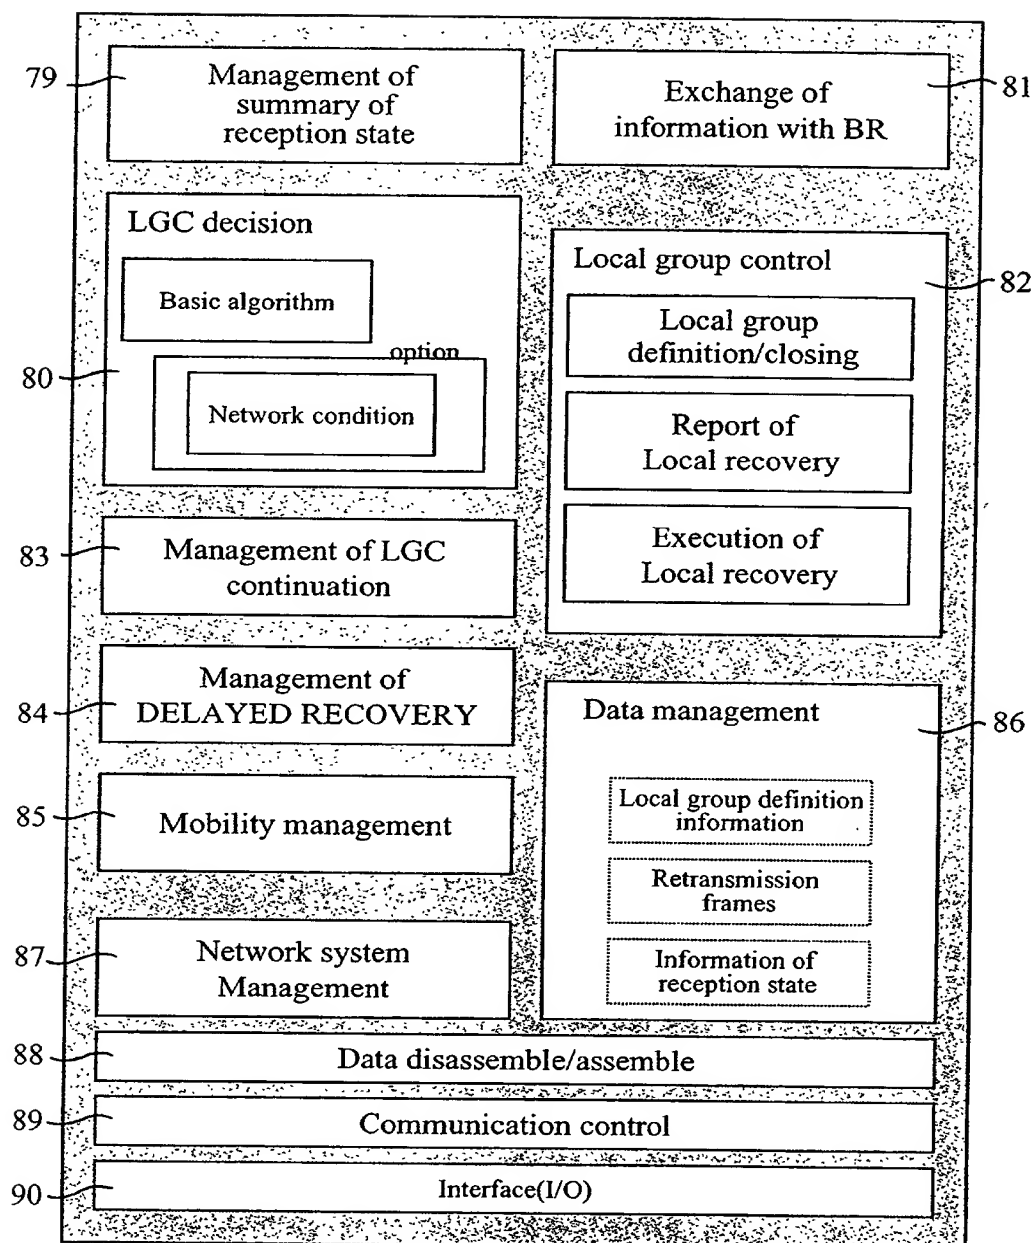 79
Management of
summary of
reception state
81
Exchange of
information with BR
LGC decision
Basic algorithm
option
80
Network condition
82
Local group control
Local group
definition/closing
Report of
Local recovery
Execution of
Local recovery
83
Management of LGC
continuation
84
Management of
DELAYED RECOVERY
85
Mobility management
86
Data management
Local group definition
information
Retransmission
frames
Information of
reception state
87
Network system
Management
88
Data disassemble/assemble
89
Communication control
90
Interface(I/O)